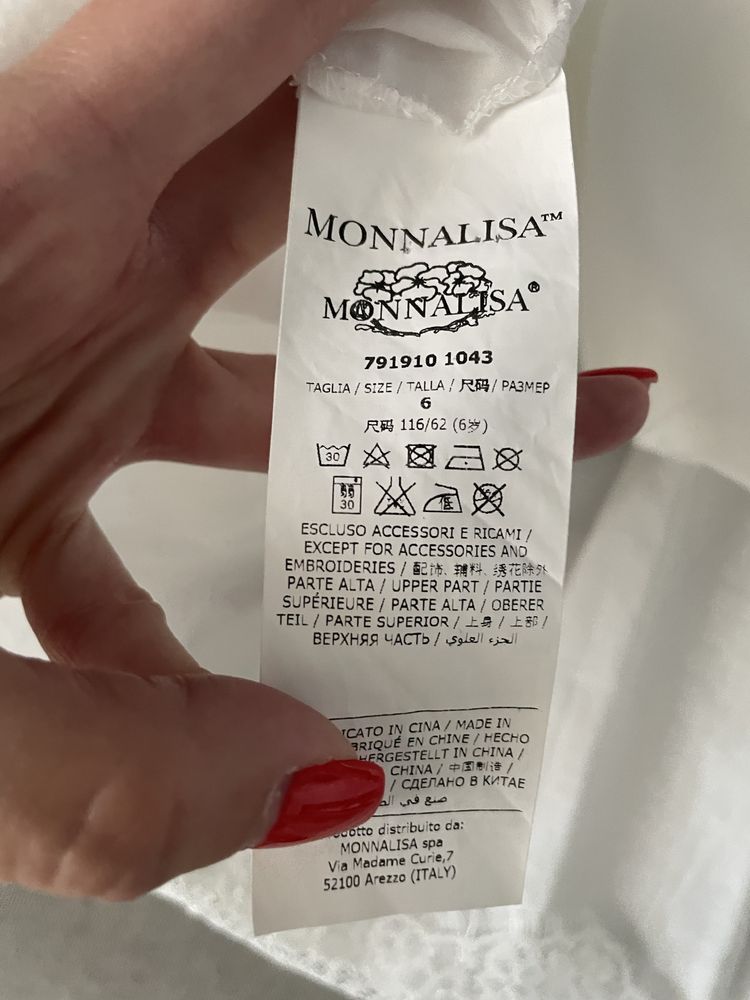 MONNALISA™
MONNALISA®
791910 1043
TAGLIA / SIZE / TALLA / 尺码 / РАЗМЕР
6
尺码 116/62 (6岁)
30
30 低
ESCLUSO ACCESSORI E RICAMI /
EXCEPT FOR ACCESSORIES AND
EMBROIDERIES / 配饰、辅料、绣花除外
PARTE ALTA / UPPER PART / PARTIE
SUPÉRIEURE / PARTE ALTA / OBERER
TEIL / PARTE SUPERIOR / 上身 / 上部 /
ВЕРХНЯЯ ЧАСТЬ / الجزء العلوي
ICATO IN CINA / MADE IN
BRIQUÉ EN CHINE / HECHO
HERGESTELLT IN CHINA /
CHINA / 中国制造 /
/ СДЕЛАНО В КИТАЕ
صنع في
dotto distribuito da:
MONNALISA spa
Via Madame Curie,7
52100 Arezzo (ITALY)